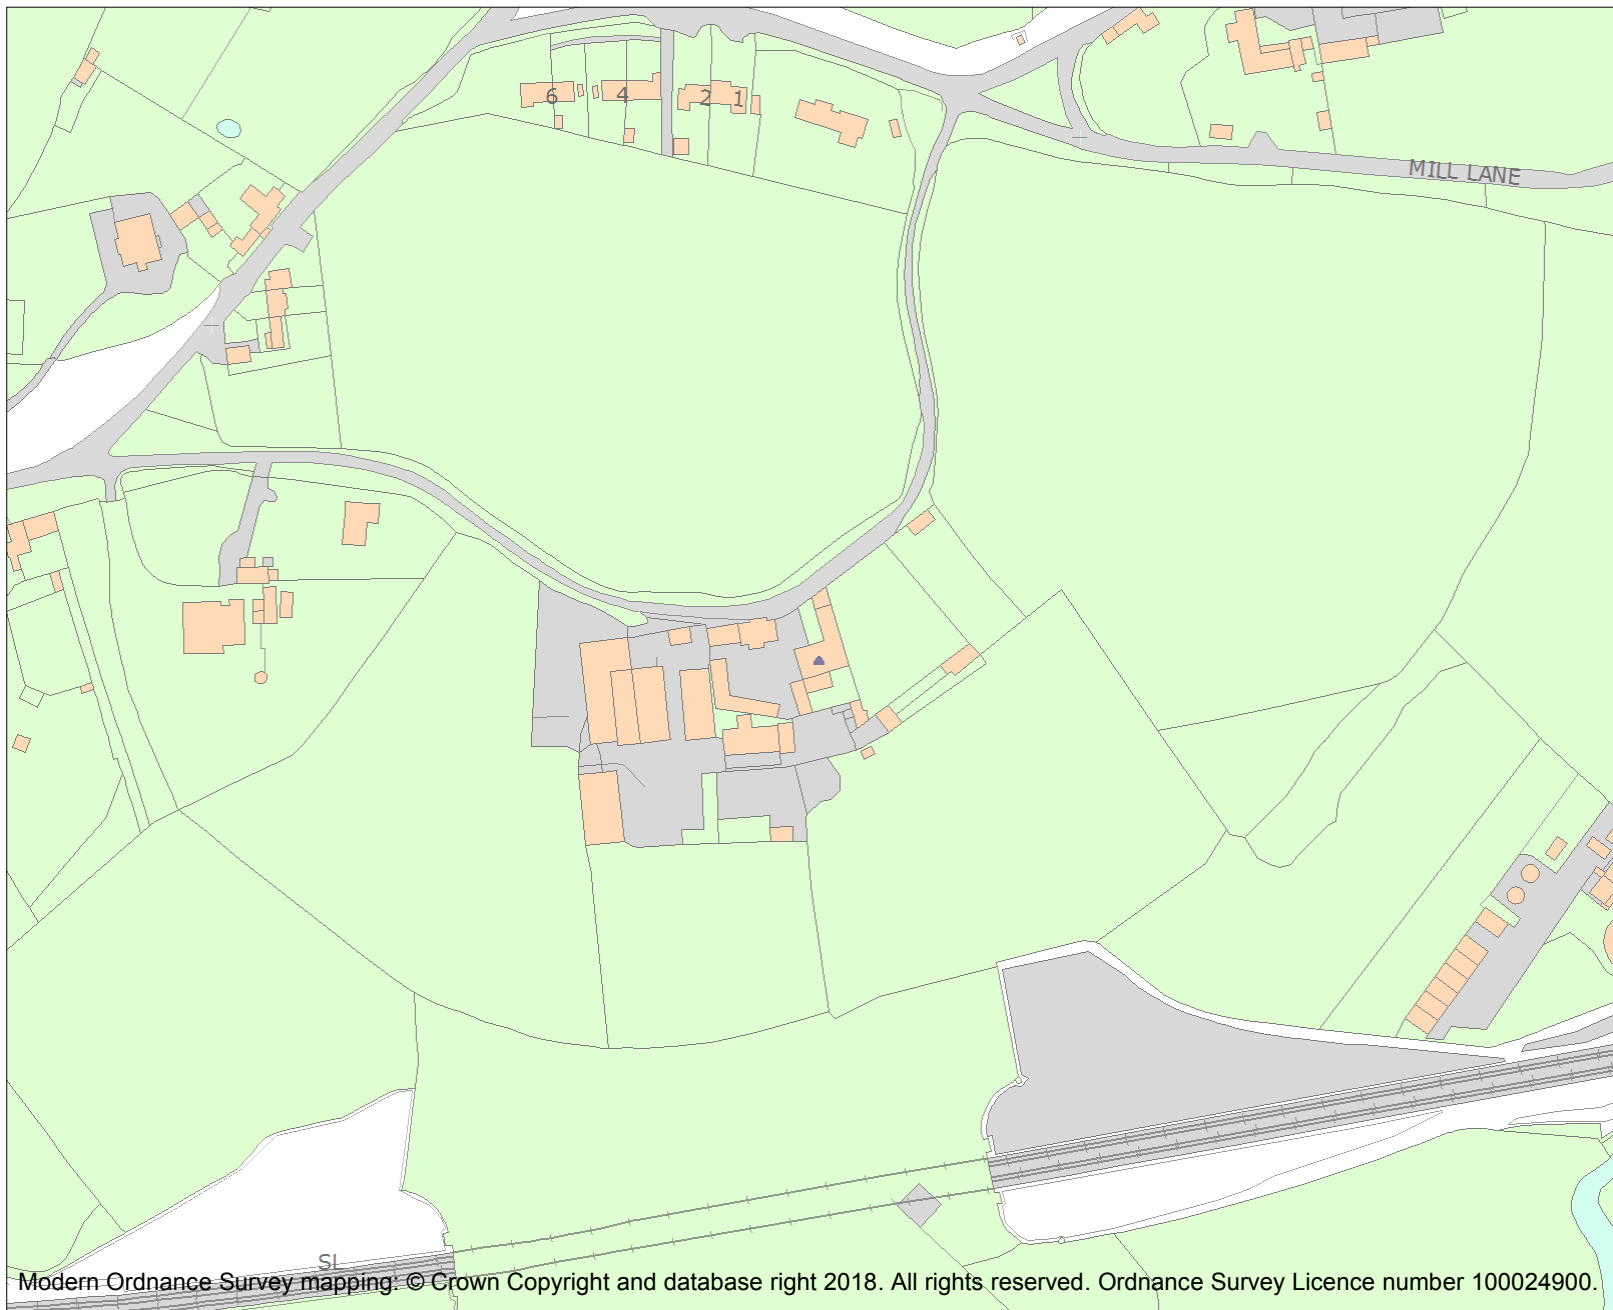 6
4
2
1
MILL LANE
SL
Modern Ordnance Survey mapping: © Crown Copyright and database right 2018. All rights reserved. Ordnance Survey Licence number 100024900.